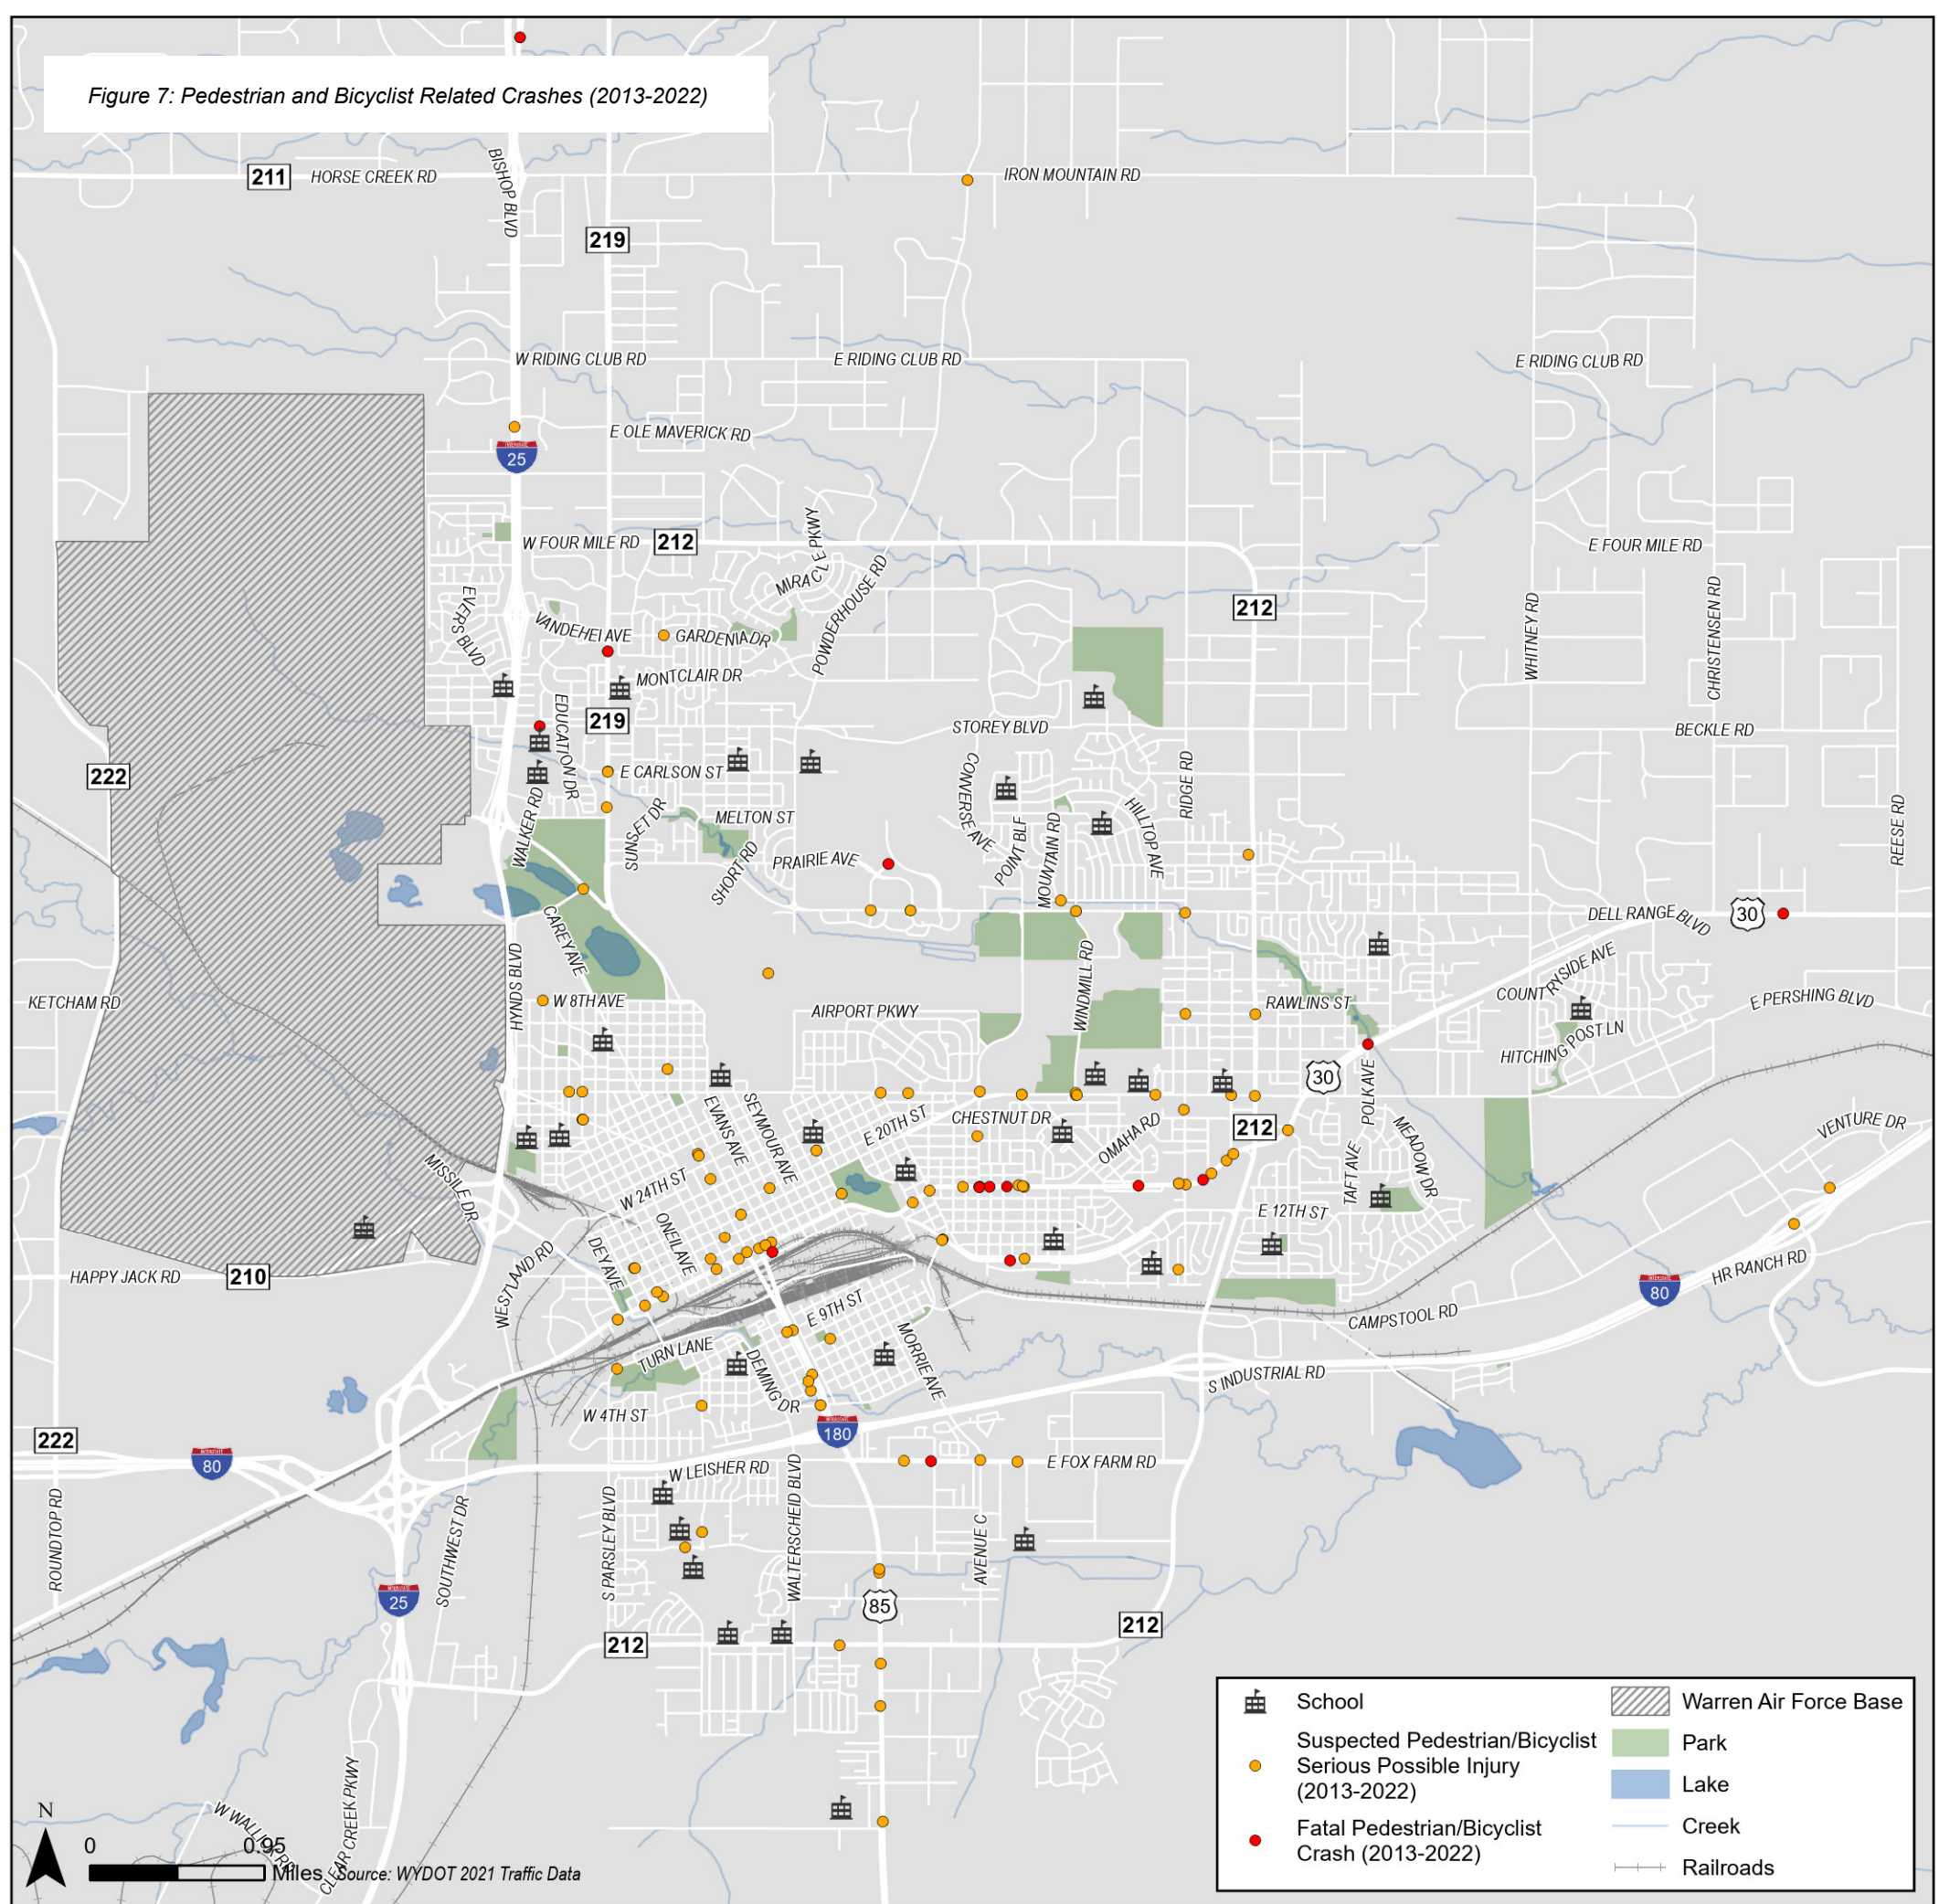 Figure 7: Pedestrian and Bicyclist Related Crashes (2013-2022)
BISHOP BLVD
211
HORSE CREEK RD
IRON MOUNTAIN RD
219
W RIDING CLUB RD
E RIDING CLUB RD
E RIDING CLUB RD
E OLE MAVERICK RD
25
W FOUR MILE RD
212
MIRACLE PKWY
E FOUR MILE RD
EVERS BLVD
VANDEHEI AVE
GARDENIA DR
POWDERHOUSE RD
212
WHITNEY RD
CHRISTENSEN RD
MONTCLAIR DR
EDUCATION DR
219
STOREY BLVD
BECKLE RD
222
E CARLSON ST
CONVERSE AVE
RIDGE RD
WALKER RD
SUNSET DR
MELTON ST
SHORT RD
PRAIRIE AVE
POINT BLF
MOUNTAIN RD
HILLTOP AVE
REESE RD
DELL RANGE BLVD
30
CAREY AVE
HYNDS BLVD
WINDMILL RD
COUNTRYSIDE AVE
KETCHAM RD
W 8TH AVE
AIRPORT PKWY
RAWLINS ST
E PERSHING BLVD
HITCHING POST LN
30
POLK AVE
EVANS AVE
SEYMOUR AVE
E 20TH ST
CHESTNUT DR
OMAHA RD
212
MEADOW DR
VENTURE DR
MISSILE DR
W 24TH ST
TAFT AVE
E 12TH ST
ONEIL AVE
DEY AVE
WESTLAND RD
HAPPY JACK RD
210
HR RANCH RD
80
E 9TH ST
CAMPSTOOL RD
TURN LANE
DEMING DR
MORRIE AVE
S INDUSTRIAL RD
W 4TH ST
180
222
80
W LEISHER RD
E FOX FARM RD
ROUNDTOP RD
SOUTHWEST DR
S PARSLEY BLVD
WALTERSCHEID BLVD
AVENUE C
25
85
212
212
CLEAR CREEK PKWY
W WALLICK RD
N
0
0.95
Miles
Source: WYDOT 2021 Traffic Data
School
Suspected Pedestrian/Bicyclist
Serious Possible Injury
(2013-2022)
Fatal Pedestrian/Bicyclist
Crash (2013-2022)
Warren Air Force Base
Park
Lake
Creek
Railroads